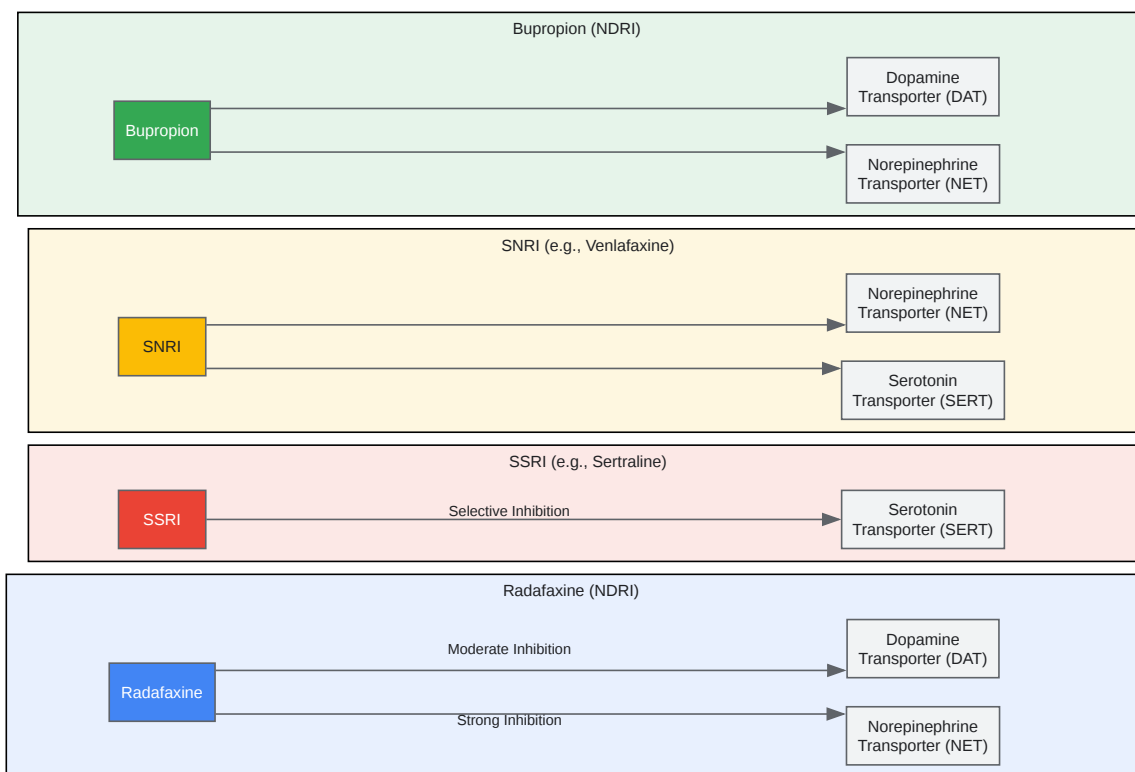 Bupropion (NDRI)
Dopamine
Transporter (DAT)
Bupropion
Norepinephrine
Transporter (NET)
SNRI (e.g., Venlafaxine)
Norepinephrine
Transporter (NET)
SNRI
Serotonin
Transporter (SERT)
SSRI (e.g., Sertraline)
SSRI
Selective Inhibition
Serotonin
Transporter (SERT)
Radafaxine (NDRI)
Moderate Inhibition
Dopamine
Transporter (DAT)
Radafaxine
Strong Inhibition
Norepinephrine
Transporter (NET)